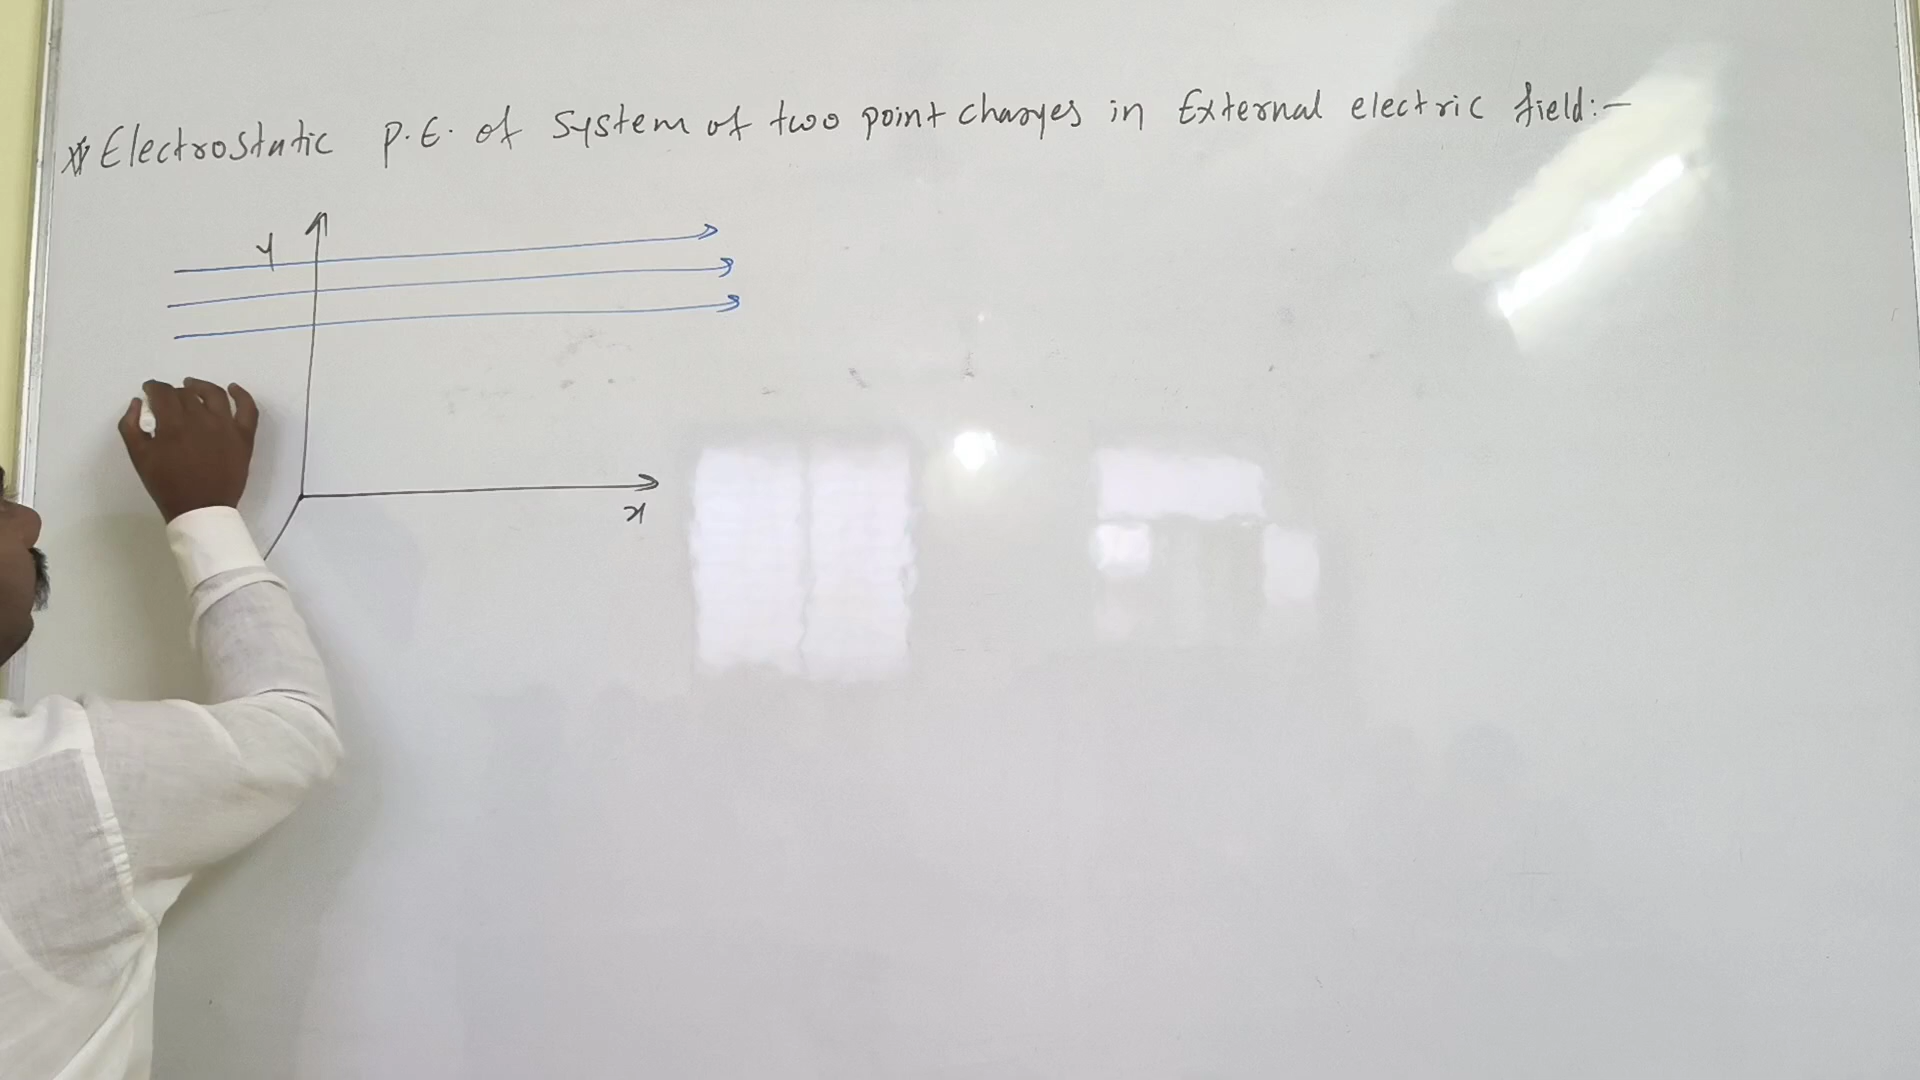 * Electrostatic P.E. of System of two point charges in External electric field:-
y
x